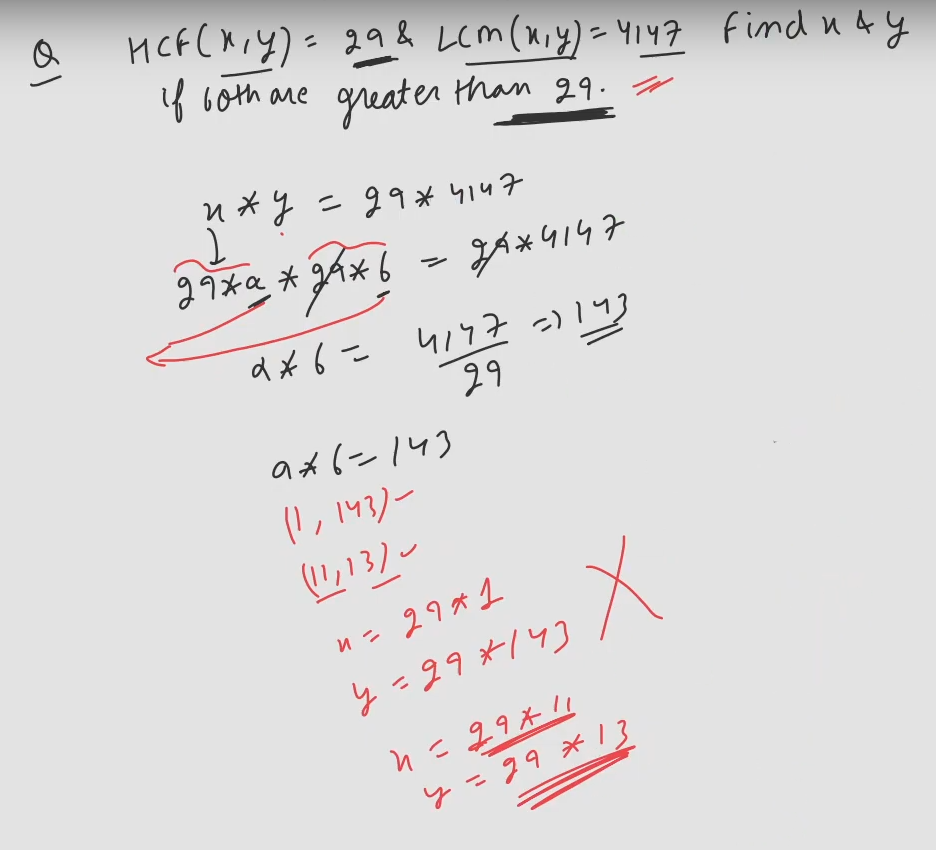 Q HCF(x,y) = 29 & LCM(x,y) = 4147 Find x & y
if both are greater than 29.
x * y = 29 * 4147
29*a * 29*b = 29*4147
a*b = 4147/29 => 143
a*b = 143
(1, 143)
(11,13)
x = 29*1
y = 29*143
x = 29*11
y = 29*13